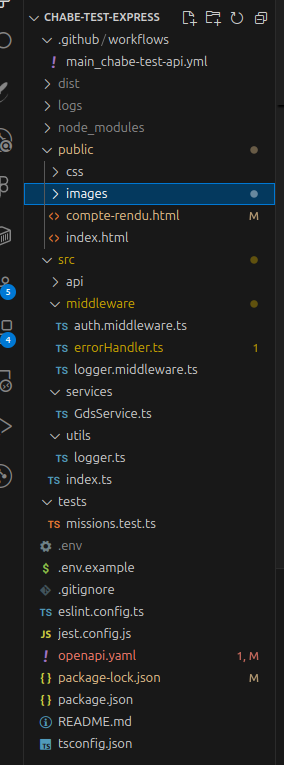 CHABE-TEST-EXPRESS
.github/workflows
! main_chabe-test-api.yml
dist
logs
node_modules
public
css
images
compte-rendu.html M
index.html
src
api
middleware
5
TS auth.middleware.ts
TS errorHandler.ts 1
4
TS logger.middleware.ts
services
TS GdsService.ts
utils
TS logger.ts
TS index.ts
tests
TS missions.test.ts
.env
$ .env.example
.gitignore
TS eslint.config.ts
JS jest.config.js
! openapi.yaml 1, M
{} package-lock.json M
{} package.json
README.md
TS tsconfig.json